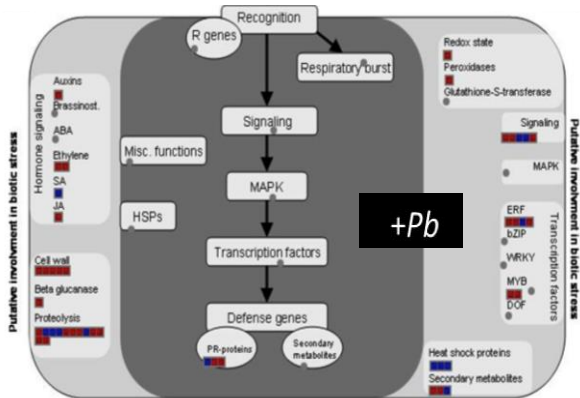 Recognition
R genes
Respiratory burst
Signaling
Misc. functions
MAPK
HSPs
Transcription factors
Defense genes
PR-proteins
Secondary
metabolites
+Pb
Putative involvment in biotic stress
Hormone signaling
Auxins
Brassinost.
ABA
Ethylene
SA
JA
Cell wall
Beta glucanase
Proteolysis
Redox state
Peroxidases
Glutathione-S-transferase
Signaling
MAPK
ERF
bZIP
WRKY
MYB
DOF
Transcription factors
Putative involvment in biotic stress
Heat shock proteins
Secondary metabolites